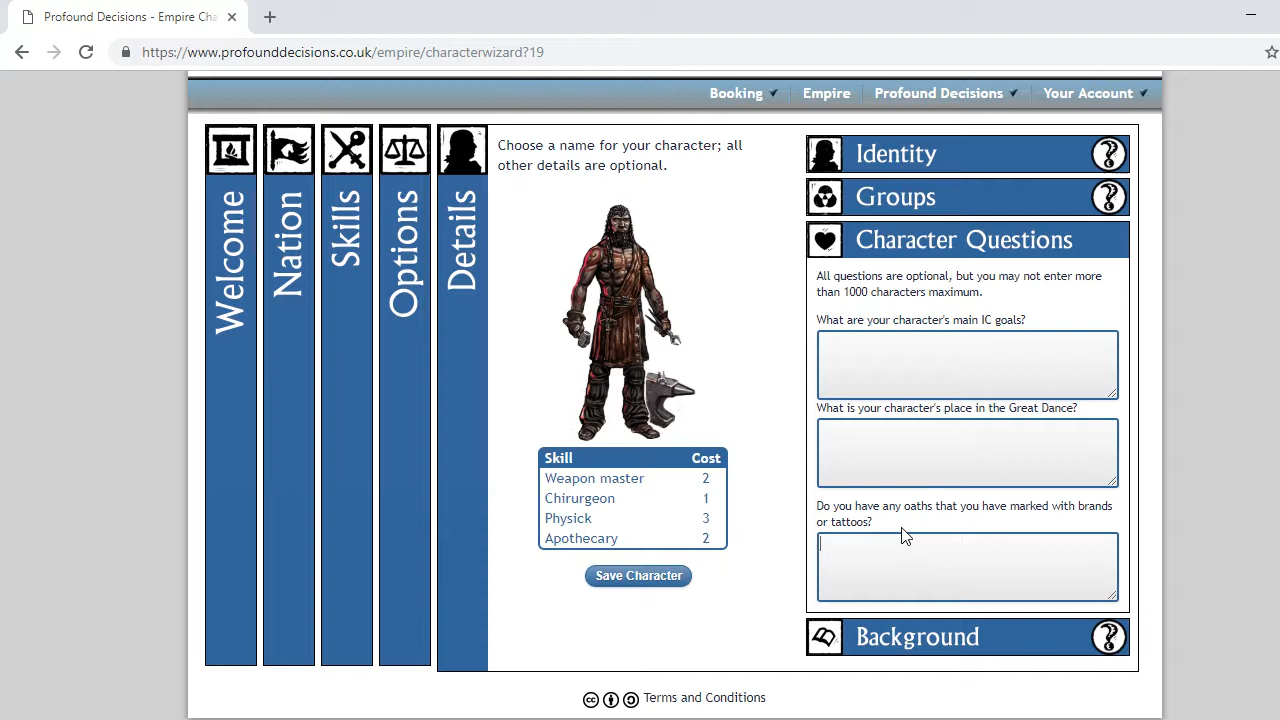 Profound Decisions - Empire Cha
https://www.profounddecisions.co.uk/empire/characterwizard?19
Booking
Empire
Profound Decisions
Your Account
Welcome
Nation
Skills
Options
Details
Choose a name for your character; all
other details are optional.
Skill Cost
Weapon master 2
Chirurgeon 1
Physick 3
Apothecary 2
Save Character
Identity
Groups
Character Questions
All questions are optional, but you may not enter more
than 1000 characters maximum.
What are your character's main IC goals?
What is your character's place in the Great Dance?
Do you have any oaths that you have marked with brands
or tattoos?
Background
Terms and Conditions